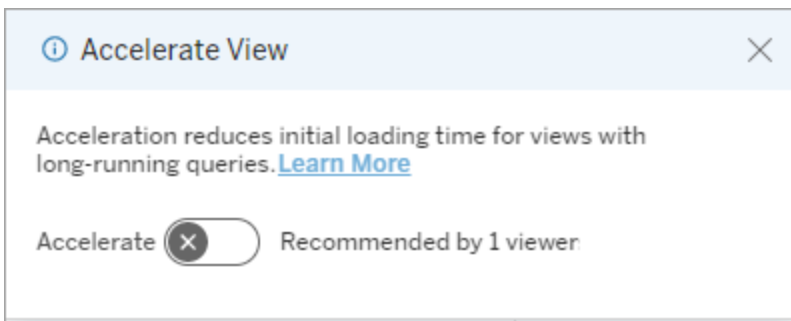 Accelerate View
Acceleration reduces initial loading time for views with
long-running queries. Learn More
Accelerate Recommended by 1 viewer